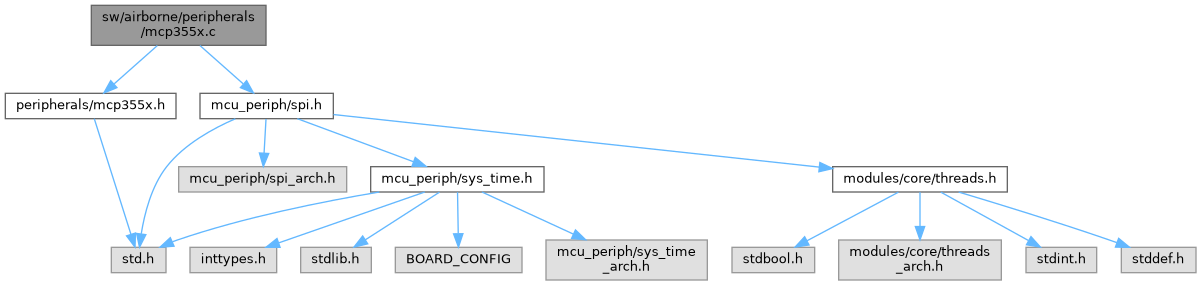 sw/airborne/peripherals
/mcp355x.c
peripherals/mcp355x.h
mcu_periph/spi.h
mcu_periph/spi_arch.h
mcu_periph/sys_time.h
modules/core/threads.h
std.h
inttypes.h
stdlib.h
BOARD_CONFIG
mcu_periph/sys_time
_arch.h
stdbool.h
modules/core/threads
_arch.h
stdint.h
stddef.h